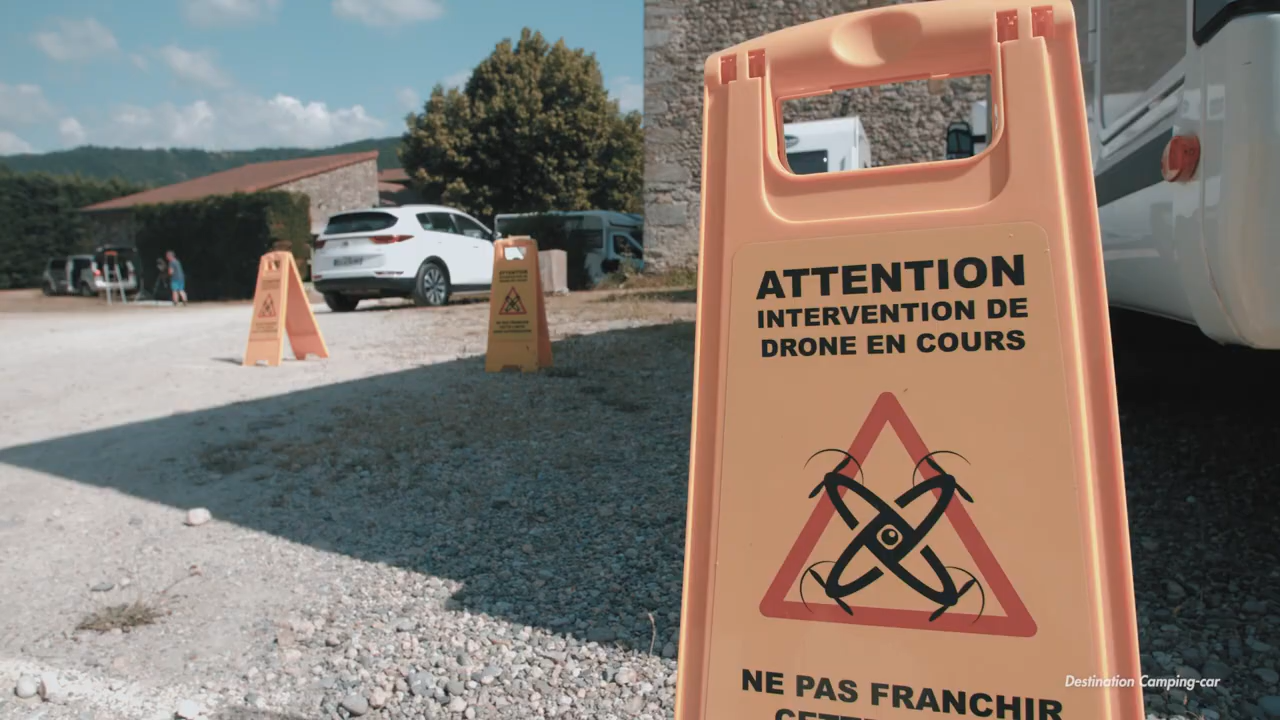 ATTENTION
INTERVENTION DE
DRONE EN COURS
NE PAS FRANCHIR
Destination Camping-car